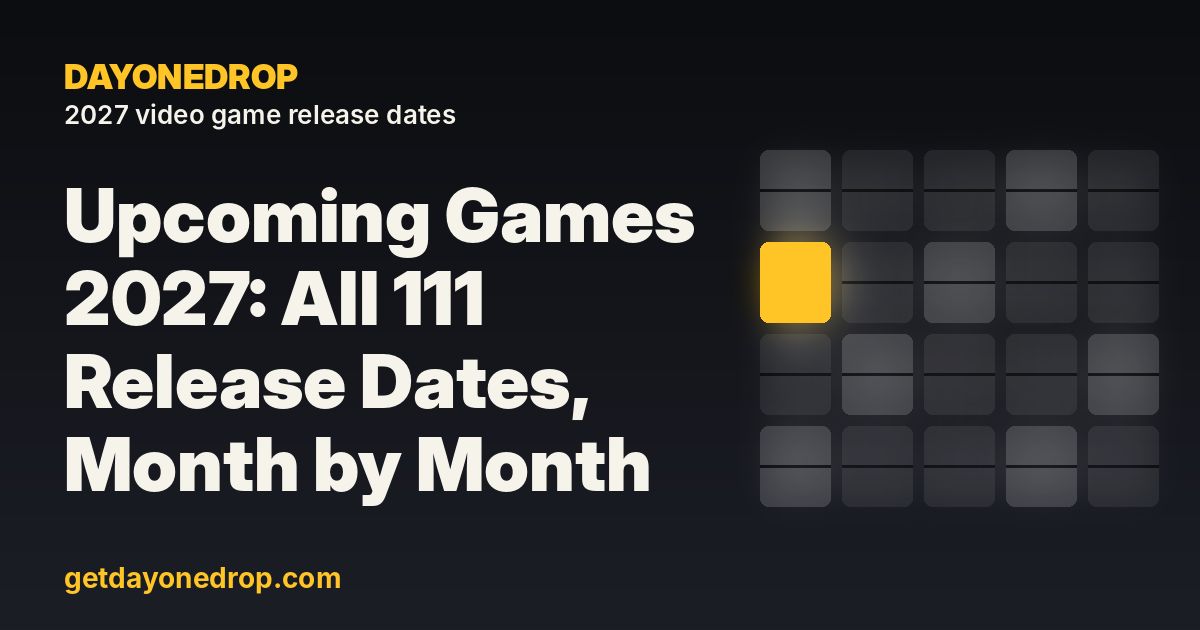 DAYONEDROP
2027 video game release dates
Upcoming Games
2027: All 111
Release Dates,
Month by Month
getdayonedrop.com